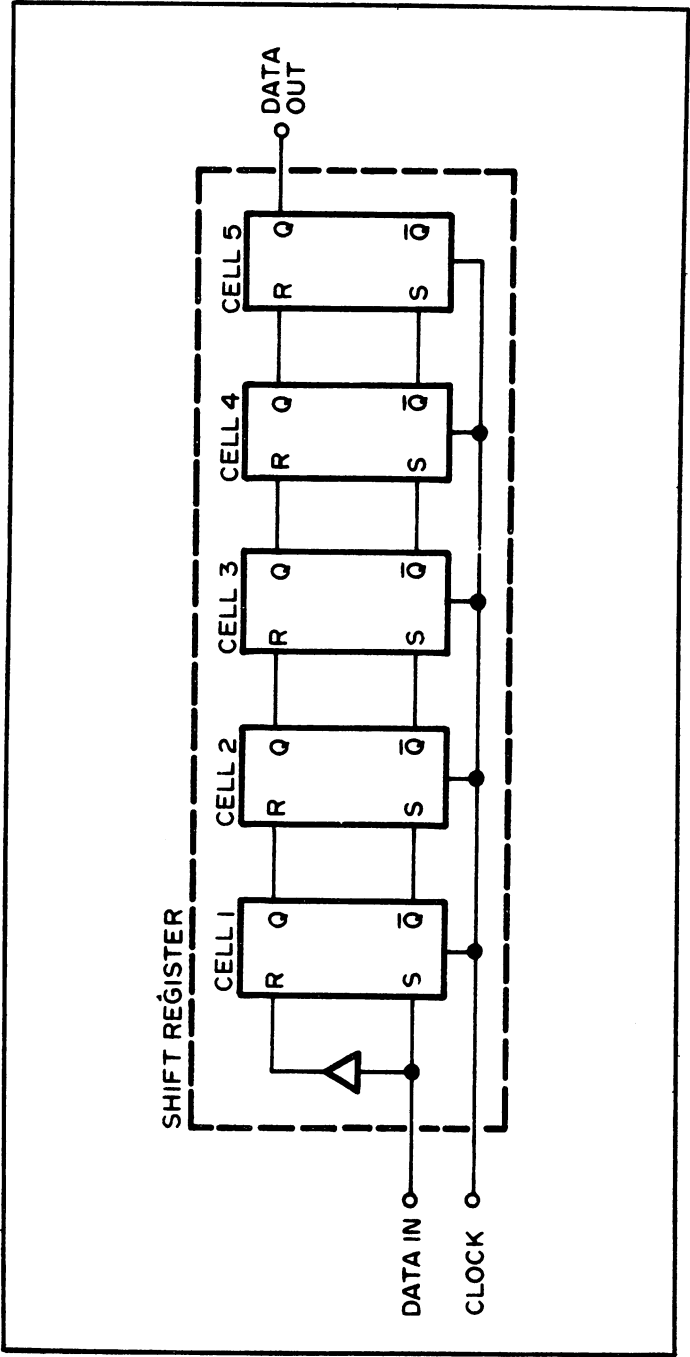 SHIFT REGISTER
CELL 1
CELL 2
CELL 3
CELL 4
CELL 5
R
Q
R
Q
R
Q
R
Q
R
Q
DATA
OUT
S
Q̅
S
Q̅
S
Q̅
S
Q̅
S
Q̅
DATA IN
CLOCK